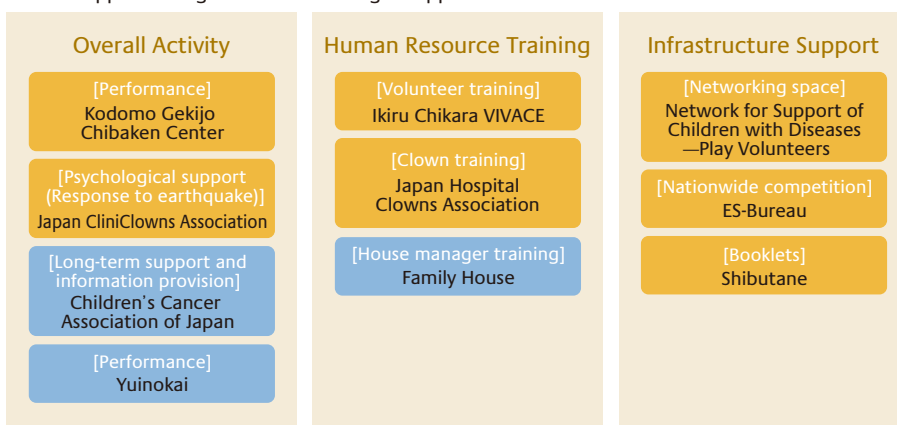 Overall Activity
[Performance]
Kodomo Gekijo
Chibaken Center
[Psychological support
(Response to earthquake)]
Japan CliniClowns Association
[Long-term support and
information provision]
Children's Cancer
Association of Japan
[Performance]
Yuinokai
Human Resource Training
[Volunteer training]
Ikiru Chikara VIVACE
[Clown training]
Japan Hospital
Clowns Association
[House manager training]
Family House
Infrastructure Support
[Networking space]
Network for Support of
Children with Diseases
—Play Volunteers
[Nationwide competition]
ES-Bureau
[Booklets]
Shibutane